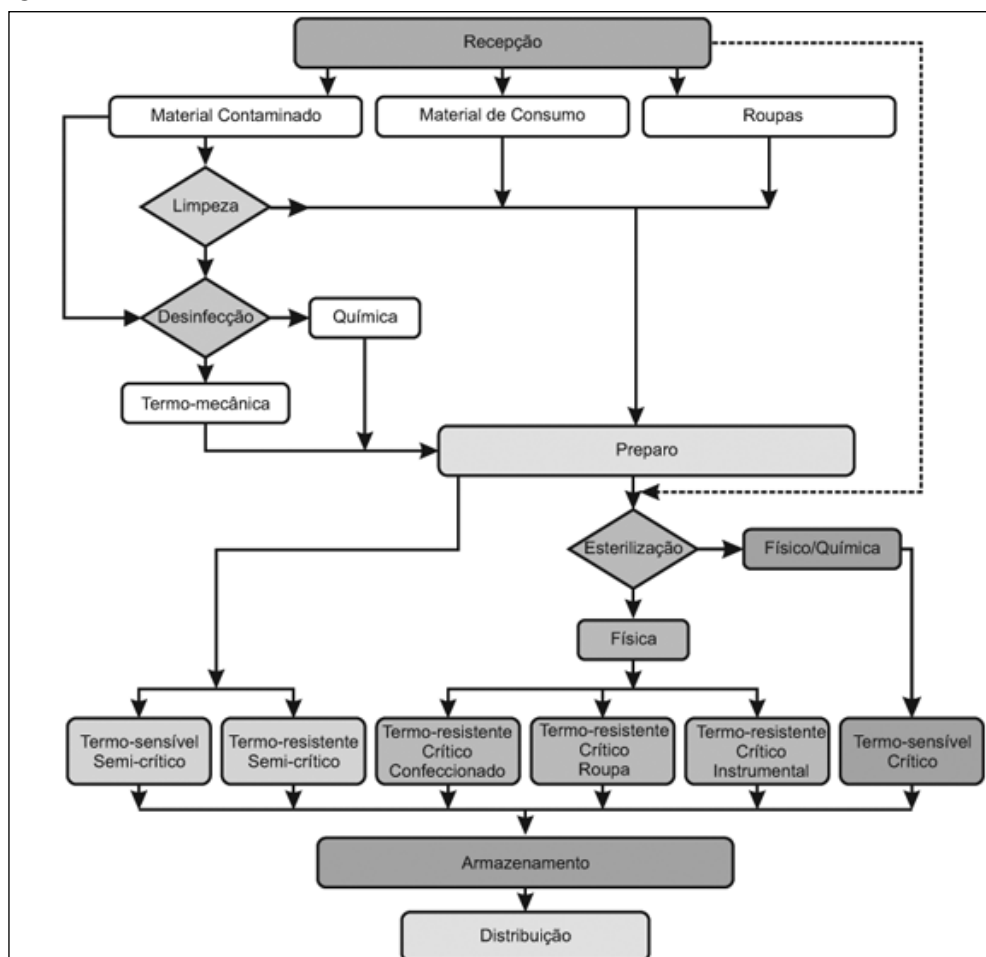 Recepção
Material Contaminado
Material de Consumo
Roupas
Limpeza
Desinfecção
Química
Termo-mecânica
Preparo
Esterilização
Físico/Química
Física
Termo-sensível
Semi-crítico
Termo-resistente
Semi-crítico
Termo-resistente
Crítico
Confeccionado
Termo-resistente
Crítico
Roupa
Termo-resistente
Crítico
Instrumental
Termo-sensível
Crítico
Armazenamento
Distribuição